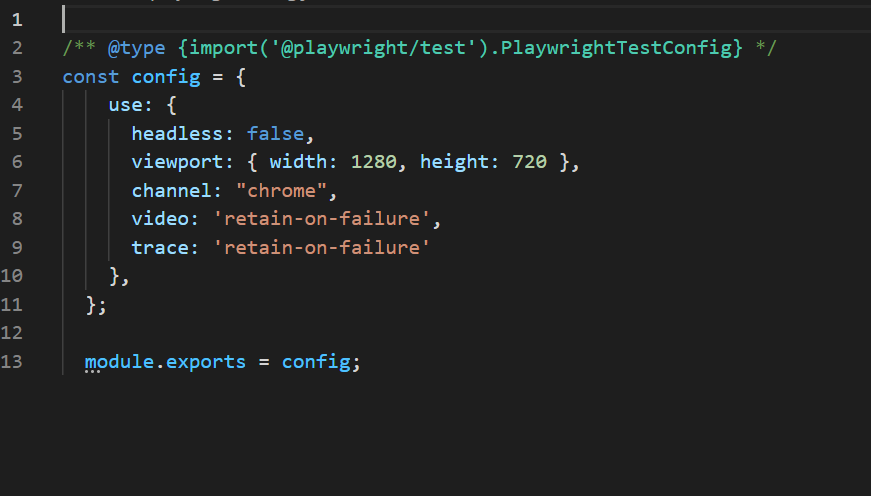 1
2 /** @type {import('@playwright/test').PlaywrightTestConfig} */
3 const config = {
4 use: {
5 headless: false,
6 viewport: { width: 1280, height: 720 },
7 channel: "chrome",
8 video: 'retain-on-failure',
9 trace: 'retain-on-failure'
10 },
11 };
12
13 module.exports = config;